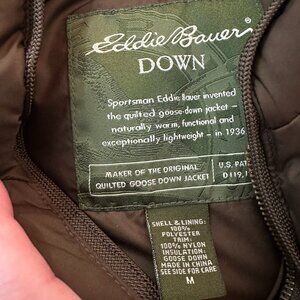 Eddie Bauer
DOWN
Sportsman Eddie Bauer invented
the quilted goose-down jacket –
naturally warm, functional and
exceptionally lightweight – in 1936
MAKER OF THE ORIGINAL
QUILTED GOOSE DOWN JACKET
U.S. PAT
D119,1
SHELL & LINING:
100%
POLYESTER
TRIM:
100% NYLON
INSULATION:
GOOSE DOWN
MADE IN CHINA
SEE SIDE FOR CARE
M